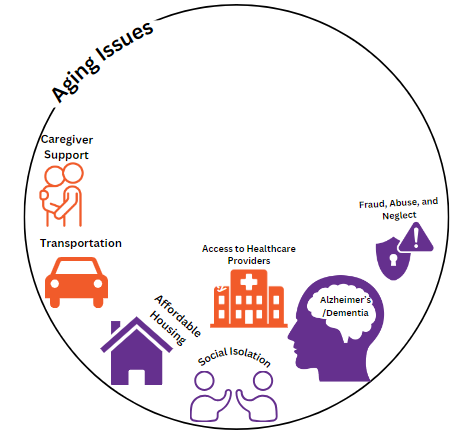 Aging Issues
Caregiver
Support
Transportation
Affordable
Housing
Access to Healthcare
Providers
Social Isolation
Alzheimer's
/Dementia
Fraud, Abuse, and
Neglect